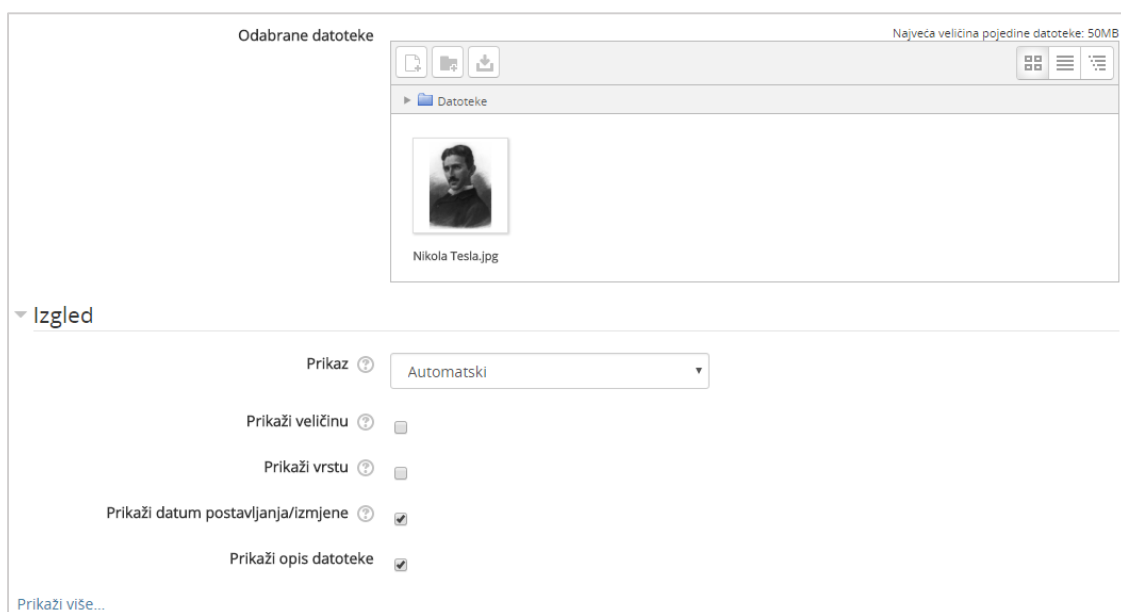 Odabrane datoteke
Najveća veličina pojedine datoteke: 50MB
Datoteke
Nikola Tesla.jpg
Izgled
Prikaz
Automatski
Prikaži veličinu
Prikaži vrstu
Prikaži datum postavljanja/izmjene
Prikaži opis datoteke
Prikaži više...